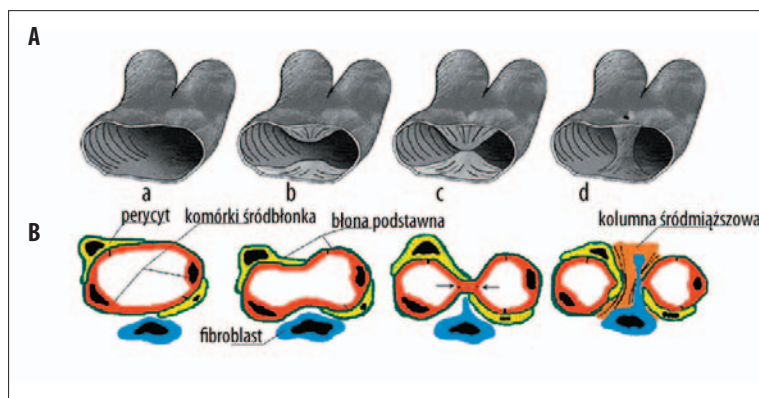 A
a b c d
B
perycyt
komórki śródbłonka
błona podstawna
kolumna śródmiąższowa
fibroblast